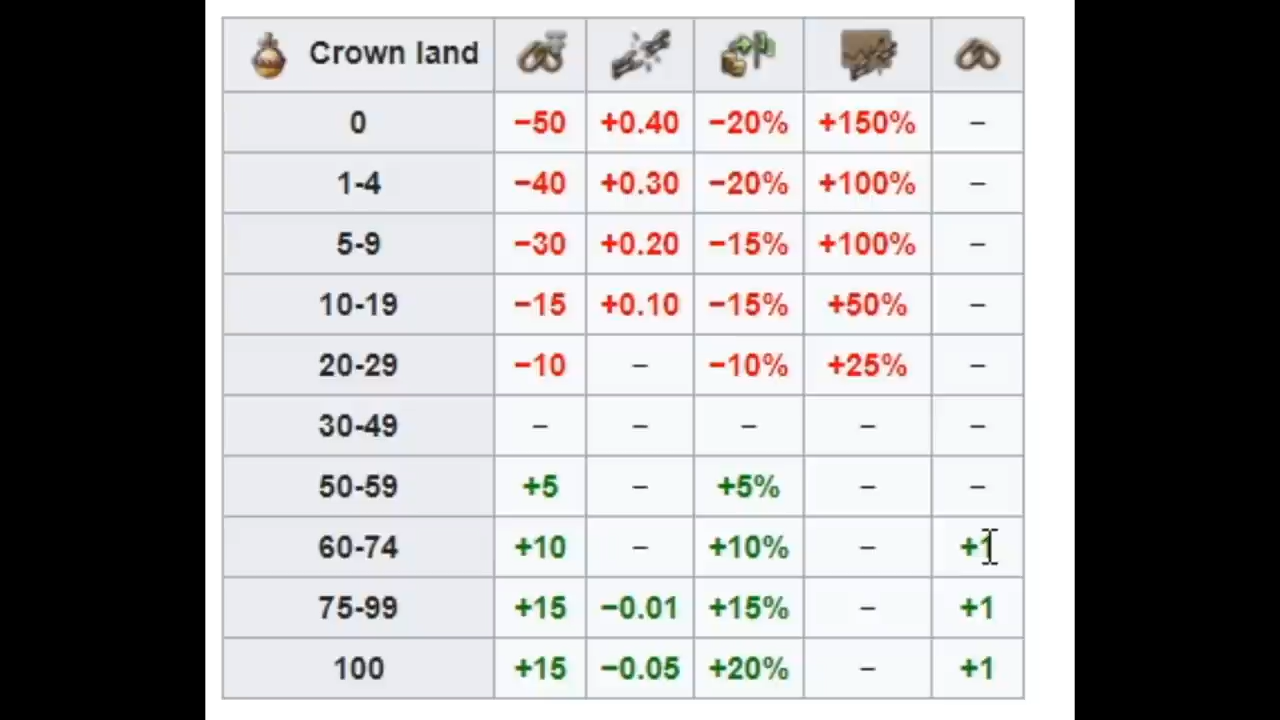 Crown land
0 −50 +0.40 −20% +150% –
1-4 −40 +0.30 −20% +100% –
5-9 −30 +0.20 −15% +100% –
10-19 −15 +0.10 −15% +50% –
20-29 −10 – −10% +25% –
30-49 – – – – –
50-59 +5 – +5% – –
60-74 +10 – +10% – +1
75-99 +15 −0.01 +15% – +1
100 +15 −0.05 +20% – +1